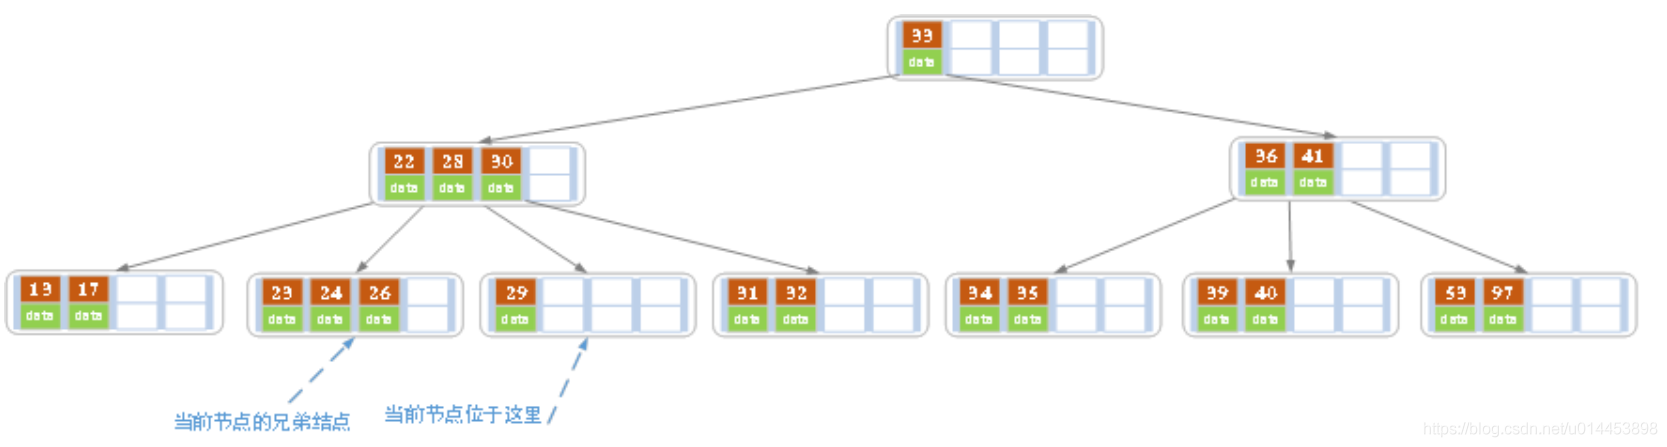 33
data
22 28 30
data data data
36 41
data data
13 17
data data
23 24 26
data data data
29
data
31 32
data data
34 35
data data
39 40
data data
53 97
data data
当前节点的兄弟结点
当前节点位于这里
https://blog.csdn.net/u014453898